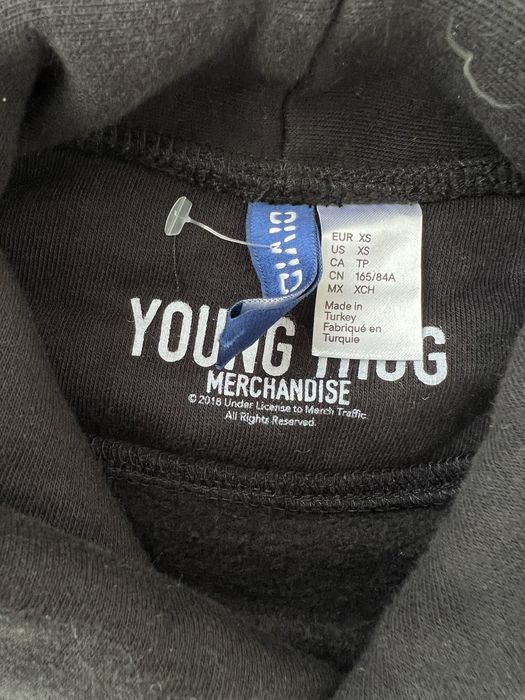 EUR XS
US XS
CA TP
CN 165/84A
MX XCH
Made in
Turkey
Fabriqué en
Turquie
YOUNG THUG
MERCHANDISE
© 2018 Under License to Merch Traffic.
All Rights Reserved.